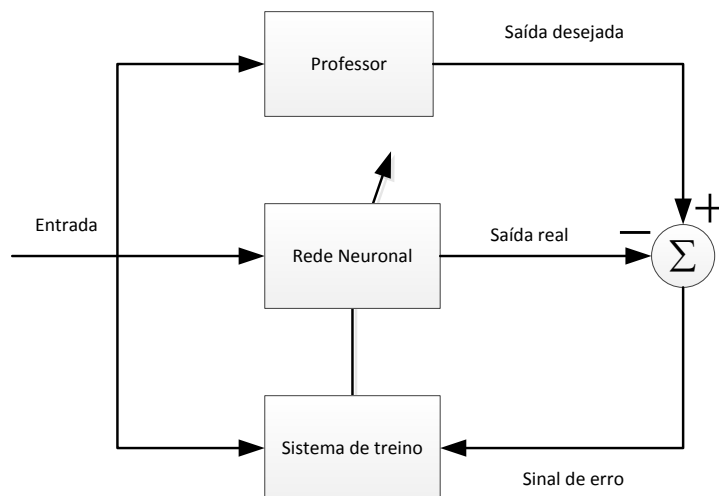 Saída desejada
Professor
+
Entrada
Rede Neuronal
Saída real
−
Σ
Sistema de treino
Sinal de erro